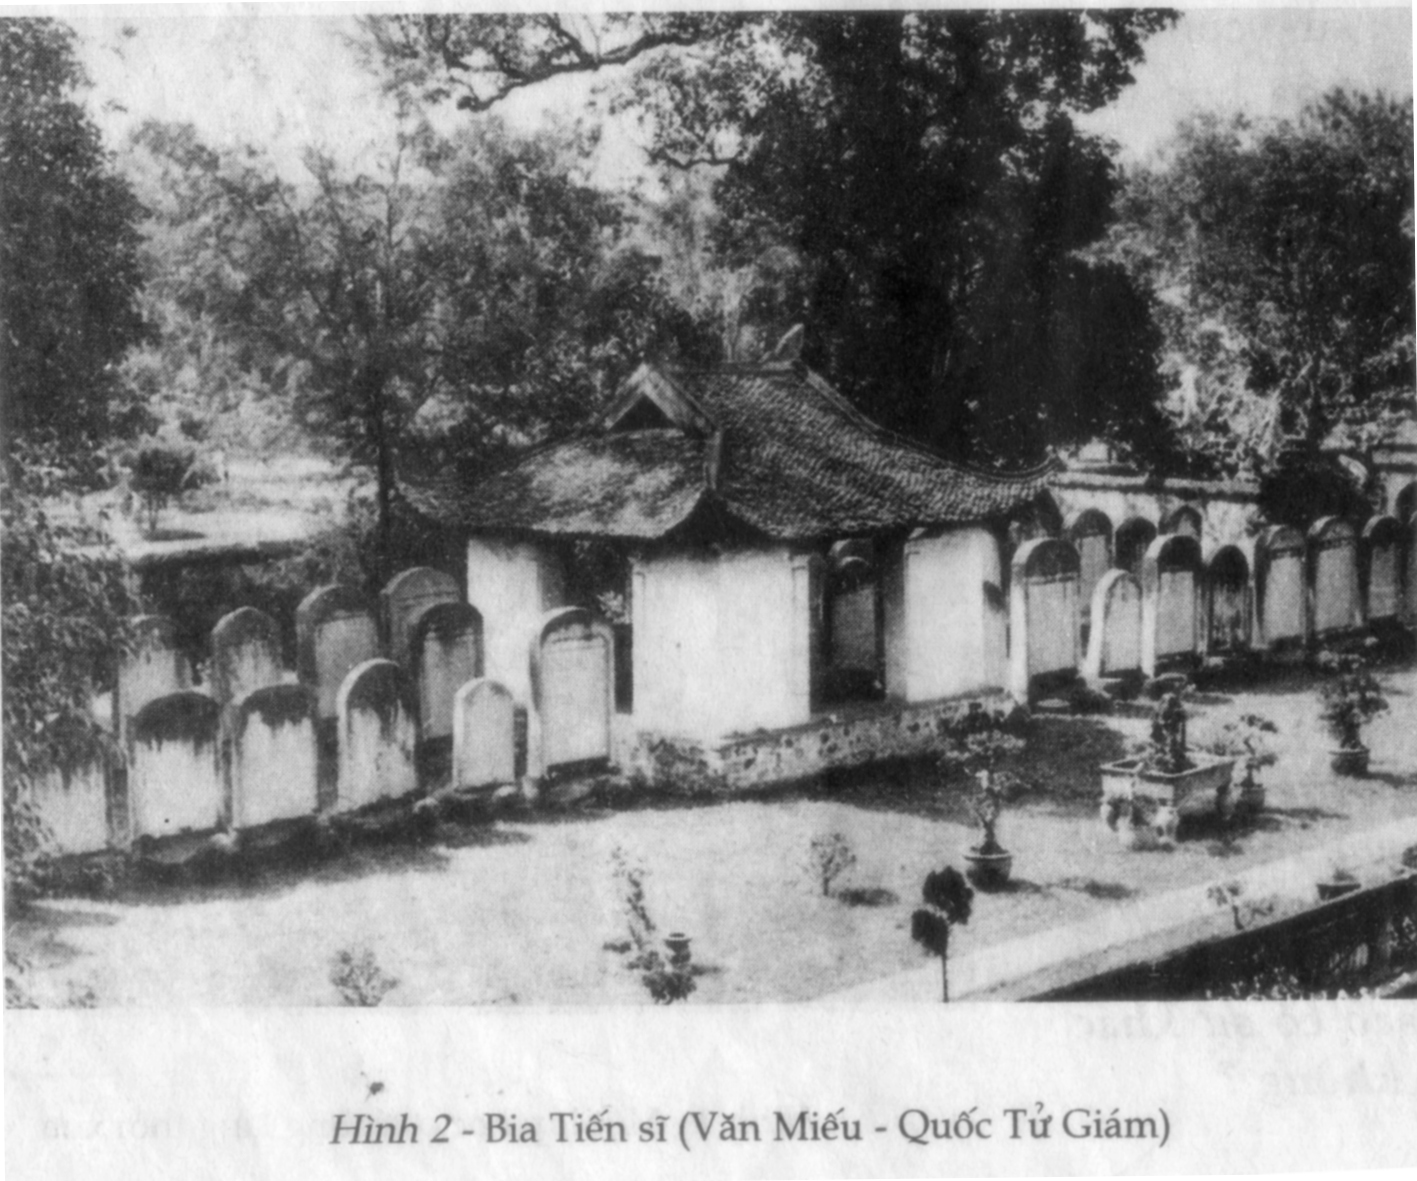 Hình 2 - Bia Tiến sĩ (Văn Miếu - Quốc Tử Giám)